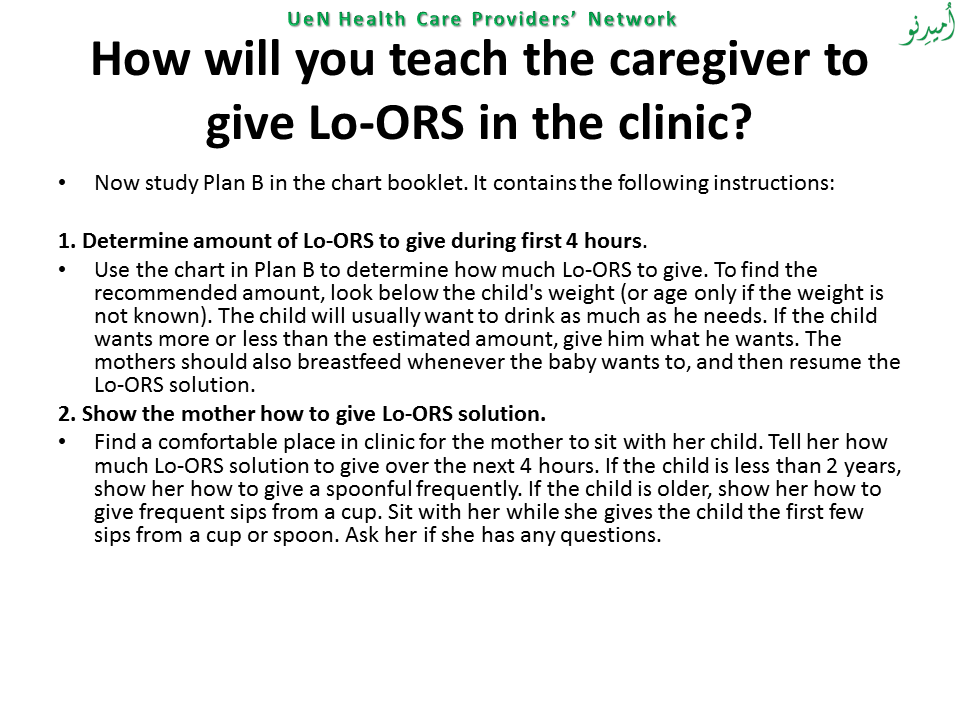 UeN Health Care Providers' Network
اُمیدِنو
How will you teach the caregiver to
give Lo-ORS in the clinic?
• Now study Plan B in the chart booklet. It contains the following instructions:
1. Determine amount of Lo-ORS to give during first 4 hours.
• Use the chart in Plan B to determine how much Lo-ORS to give. To find the
recommended amount, look below the child's weight (or age only if the weight is
not known). The child will usually want to drink as much as he needs. If the child
wants more or less than the estimated amount, give him what he wants. The
mothers should also breastfeed whenever the baby wants to, and then resume the
Lo-ORS solution.
2. Show the mother how to give Lo-ORS solution.
• Find a comfortable place in clinic for the mother to sit with her child. Tell her how
much Lo-ORS solution to give over the next 4 hours. If the child is less than 2 years,
show her how to give a spoonful frequently. If the child is older, show her how to
give frequent sips from a cup. Sit with her while she gives the child the first few
sips from a cup or spoon. Ask her if she has any questions.